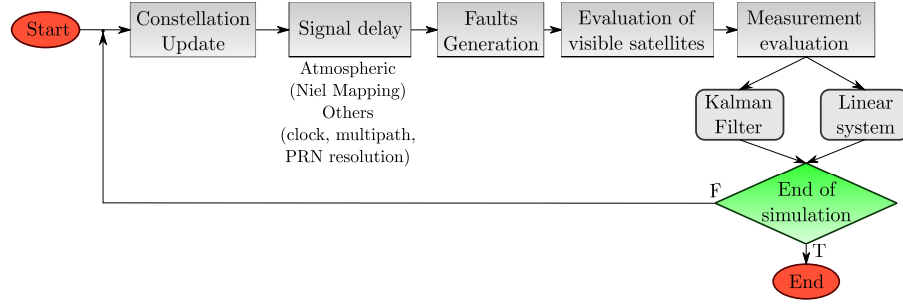 Start
Constellation
Update
Signal delay
Atmospheric
(Niel Mapping)
Others
(clock, multipath,
PRN resolution)
Faults
Generation
Evaluation of
visible satellites
Measurement
evaluation
Kalman
Filter
Linear
system
F
End of
simulation
T
End